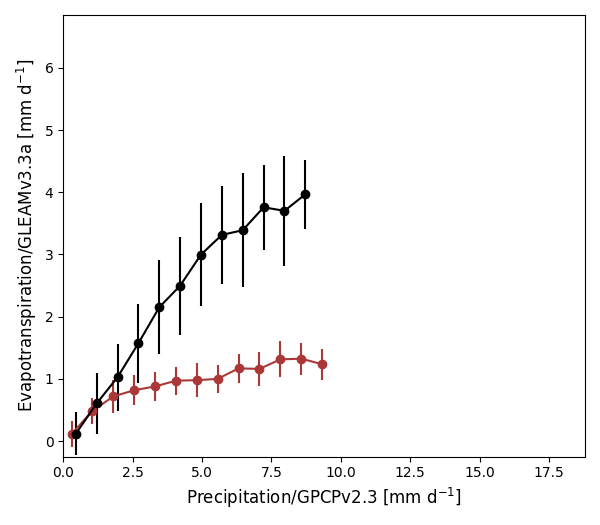 6
5
4
3
2
1
0
0.0 2.5 5.0 7.5 10.0 12.5 15.0 17.5
Precipitation/GPCPv2.3 [mm d⁻¹]
Evapotranspiration/GLEAMv3.3a [mm d⁻¹]